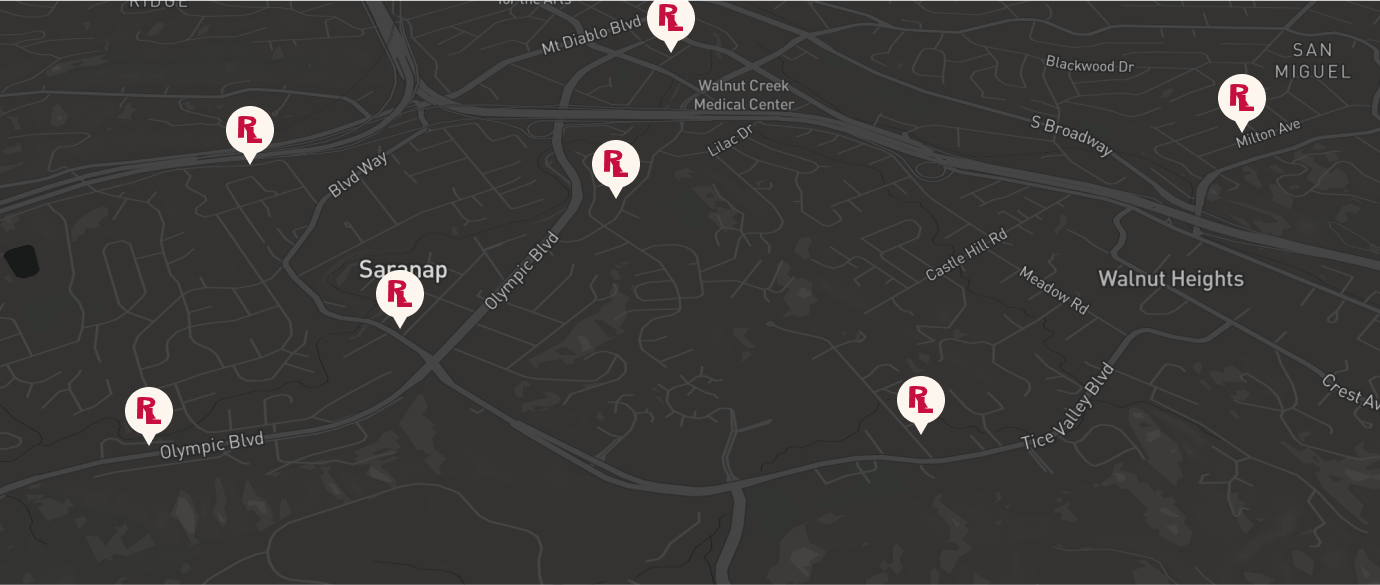 RIDGE
for the Arts
Mt Diablo Blvd
RL
SAN
MIGUEL
Blackwood Dr
Walnut Creek
Medical Center
RL
S Broadway
Milton Ave
RL
Lilac Dr
RL
Blvd Way
Olympic Blvd
Castle Hill Rd
Saranap
RL
Meadow Rd
Walnut Heights
Tice Valley Blvd
Crest Av
RL
RL
Olympic Blvd